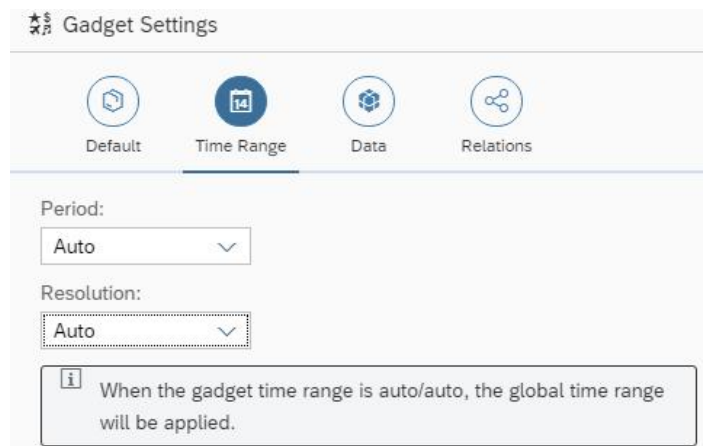 Gadget Settings
14
Default Time Range Data Relations
Period:
Auto
Resolution:
Auto
i
When the gadget time range is auto/auto, the global time range
will be applied.